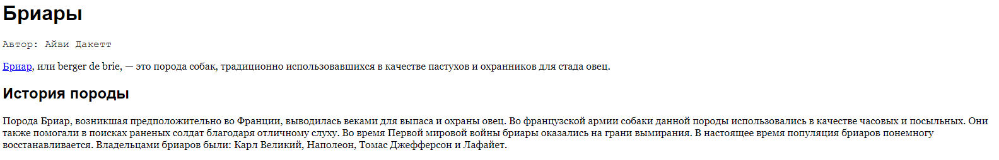 Бриары
Автор: Айви Дакетт
Бриар, или berger de brie, — это порода собак, традиционно использовавшихся в качестве пастухов и охранников для стада овец.
История породы
Порода Бриар, возникшая предположительно во Франции, выводилась веками для выпаса и охраны овец. Во французской армии собаки данной породы использовались в качестве часовых и посыльных. Они
также помогали в поисках раненых солдат благодаря отличному слуху. Во время Первой мировой войны бриары оказались на грани вымирания. В настоящее время популяция бриаров понемногу
восстанавливается. Владельцами бриаров были: Карл Великий, Наполеон, Томас Джефферсон и Лафайет.